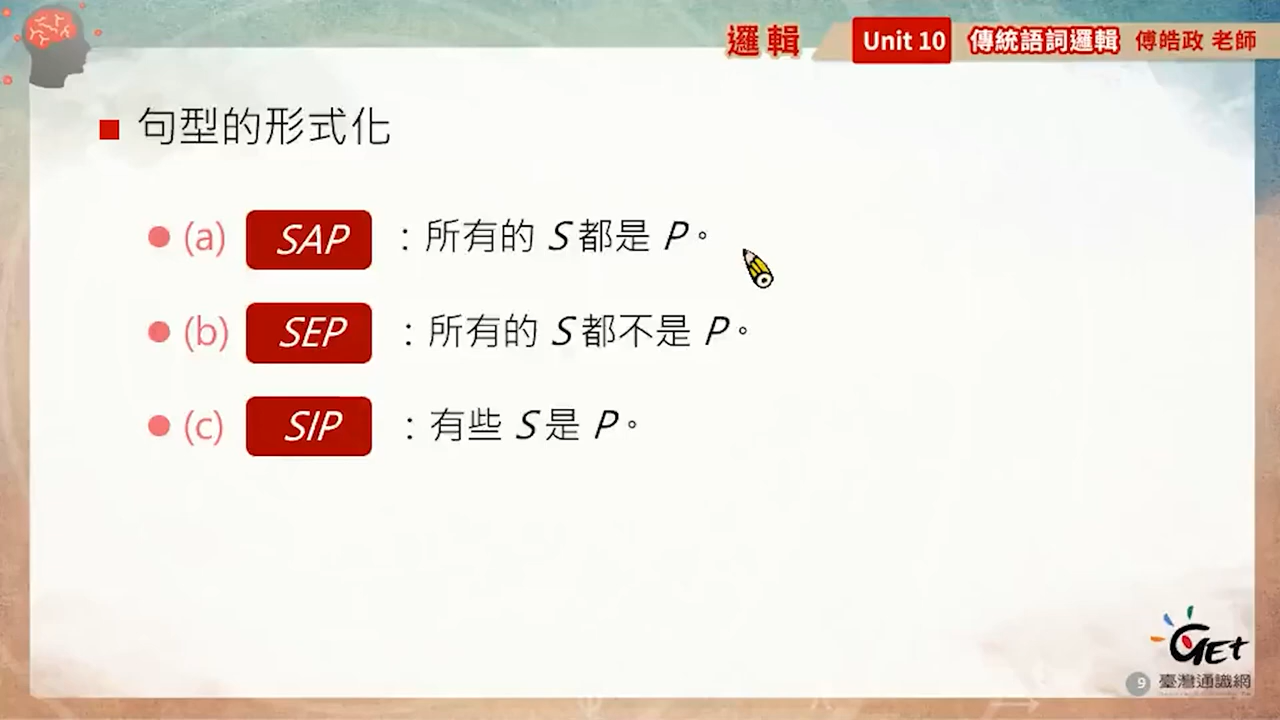 邏輯 Unit 10 傳統語詞邏輯 傅皓政 老師
句型的形式化
(a) SAP ：所有的 S 都是 P。
(b) SEP ：所有的 S 都不是 P。
(c) SIP ：有些 S 是 P。
GEt
9 臺灣通識網